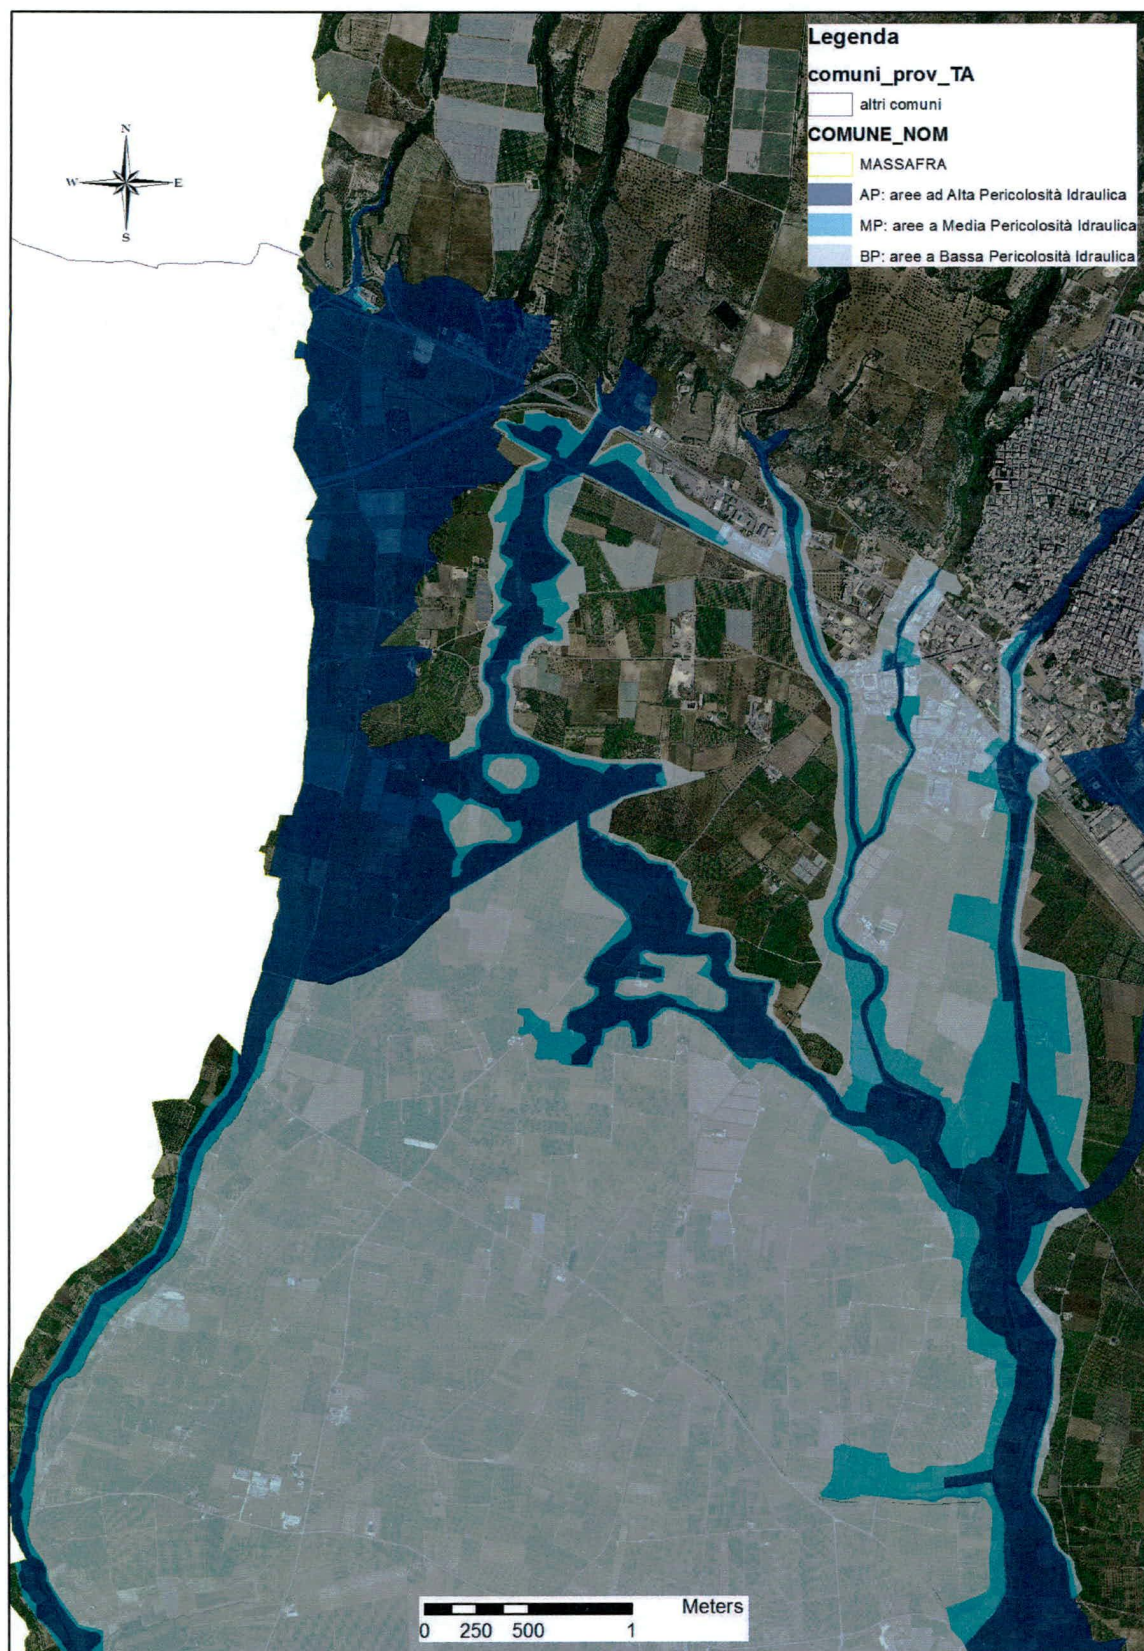 Legenda
comuni_prov_TA
altri comuni
COMUNE_NOM
MASSAFRA
AP: aree ad Alta Pericolosità Idraulica
MP: aree a Media Pericolosità Idraulica
BP: aree a Bassa Pericolosità Idraulica
N
W E
S
Meters
0 250 500 1